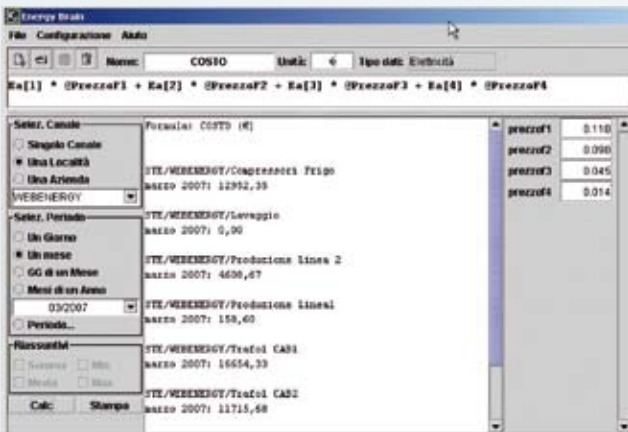 Energy Brain
File Configurazione Aiuto
Nome: COSTO Unità: € Tipo dati: Elettricità
Ea[1] * @PrezzoF1 + Ea[2] * @PrezzoF2 + Ea[3] * @PrezzoF3 + Ea[4] * @PrezzoF4
Selez. Canale
Singolo Canale
Una Località
Una Azienda
WEBENERGY
Selez. Periodo
Un Giorno
Un mese
GG di un Mese
Mesi di un Anno
03/2007
Periodo...
Riassuntivi
Somma Min
Media Max
Calc Stampa
Formula: COSTO (€)
STE/WEBENERGY/Compressori Frigo
marzo 2007: 12952,35
STE/WEBENERGY/Lavaggio
marzo 2007: 0,00
STE/WEBENERGY/Produzione Linea 2
marzo 2007: 4608,67
STE/WEBENERGY/Produzione Linea1
marzo 2007: 158,60
STE/WEBENERGY/Trafo1 CAB1
marzo 2007: 16654,33
STE/WEBENERGY/Trafo1 CAB2
marzo 2007: 11715,68
prezzof1 0.110
prezzof2 0.090
prezzof3 0.045
prezzof4 0.014